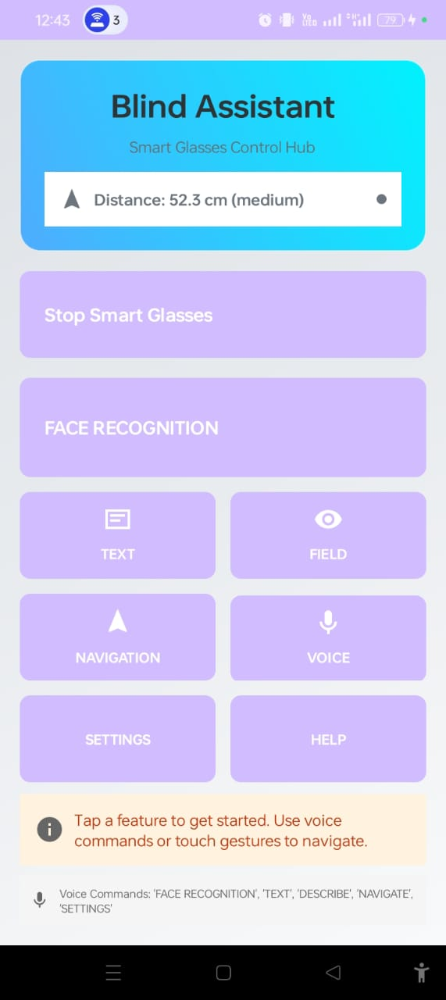 12:43
3
Vo
LTED
H+
79
Blind Assistant
Smart Glasses Control Hub
Distance: 52.3 cm (medium)
Stop Smart Glasses
FACE RECOGNITION
TEXT
FIELD
NAVIGATION
VOICE
SETTINGS
HELP
Tap a feature to get started. Use voice
commands or touch gestures to navigate.
Voice Commands: 'FACE RECOGNITION', 'TEXT', 'DESCRIBE', 'NAVIGATE',
'SETTINGS'